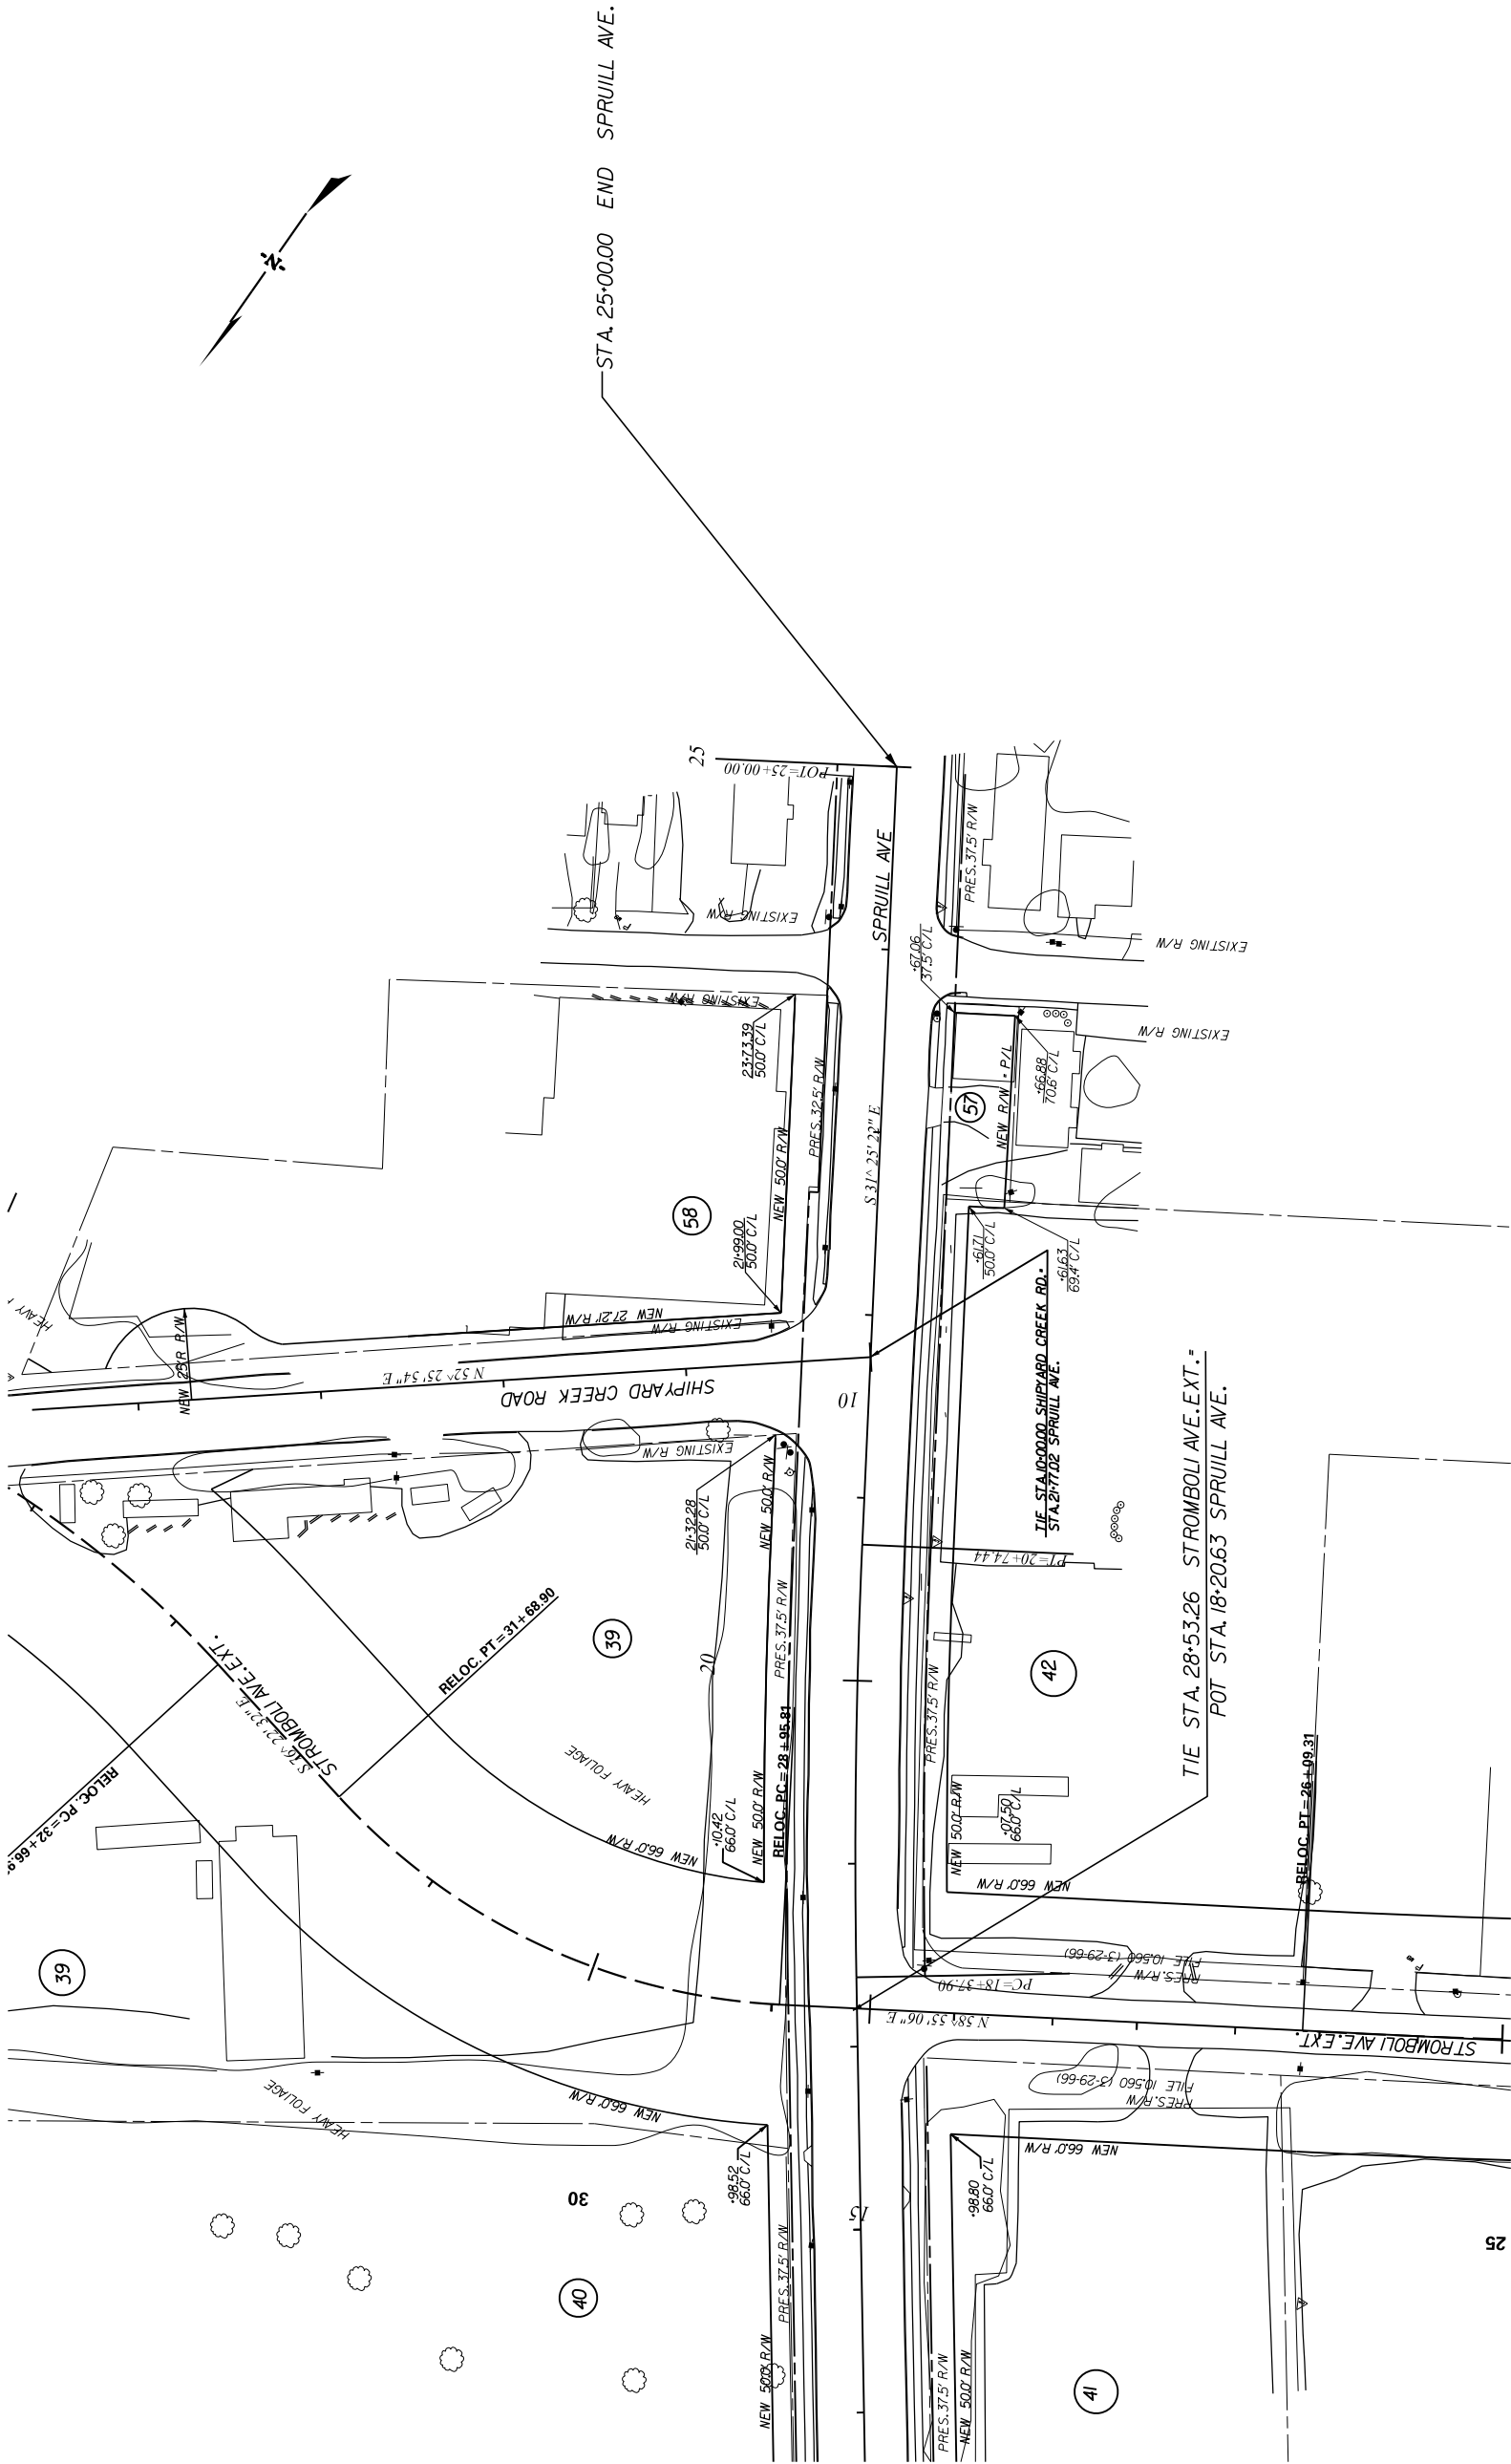 STA. 25+00.00 END SPRUILL AVE.
N
25
POT=25+00.00
SPRUILL AVE
PRES. 37.5' R/W
EXISTING R/W
EXISTING R/W
+67.06
37.5' C/L
EXISTING R/W
23+73.39
50.0' C/L
PRES. 32.5' R/W
NEW 50.0' R/W
58
21+99.00
50.0' C/L
S 31^ 25' 22" E
57
NEW R/W = P/L
+66.88
70.6' C/L
EXISTING R/W
+61.71
50.0' C/L
+61.63
69.4' C/L
HEAVY
NEW 25'R R/W
NEW 27.21' R/W
EXISTING R/W
N 52^ 25' 54" E
SHIPYARD CREEK ROAD
10
TIE STA.10+00.00 SHIPYARD CREEK RD.=
STA.21+77.02 SPRUILL AVE.
EXISTING R/W
21+32.28
50.0' C/L
NEW 50.0' R/W
PT=20+74.44
TIE STA. 28+53.26 STROMBOLI AVE. EXT.=
POT STA. 18+20.63 SPRUILL AVE.
RELOC. PT = 31+68.90
39
20
PRES. 37.5' R/W
STROMBOLI AVE. EXT.
S 76^ 22' 32" E
RELOC. PC = 32+66.9
HEAVY FOLIAGE
RELOC. PC = 28+95.81
+10.42
66.0' C/L
NEW 50.0' R/W
NEW 66.0' R/W
PRES. 37.5' R/W
42
NEW 50.0' R/W
+07.50
66.0' C/L
RELOC. PT = 26+09.31
NEW 66.0' R/W
39
PC=18+37.90
PRES. R/W
FILE 10.560 (3-29-66)
N 58^ 55' 06" E
STROMBOLI AVE. EXT.
PRES. R/W
FILE 10.560 (3-29-66)
NEW 66.0' R/W
HEAVY FOLIAGE
NEW 66.0' R/W
+98.52
66.0' C/L
+98.80
66.0' C/L
30
15
25
PRES. 37.5' R/W
40
NEW 50.0' R/W
PRES. 37.5' R/W
NEW 50.0' R/W
41